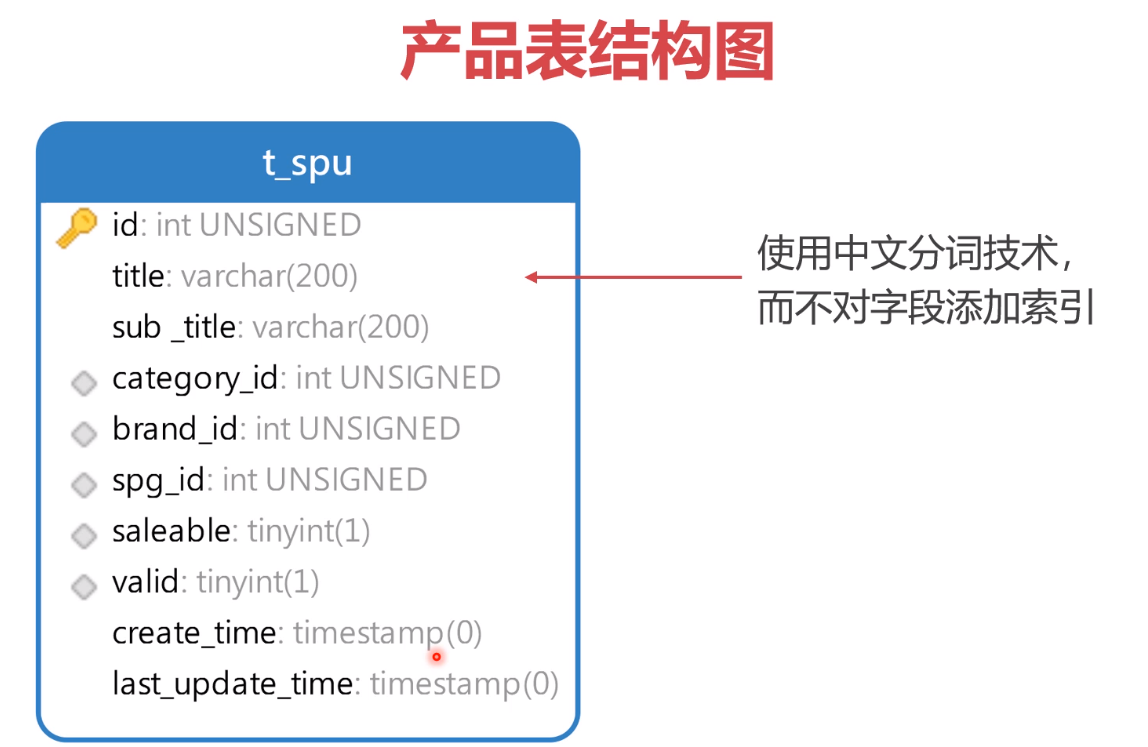 产品表结构图
t_spu
id: int UNSIGNED
title: varchar(200)
sub _title: varchar(200)
category_id: int UNSIGNED
brand_id: int UNSIGNED
spg_id: int UNSIGNED
saleable: tinyint(1)
valid: tinyint(1)
create_time: timestamp(0)
last_update_time: timestamp(0)
使用中文分词技术，
而不对字段添加索引